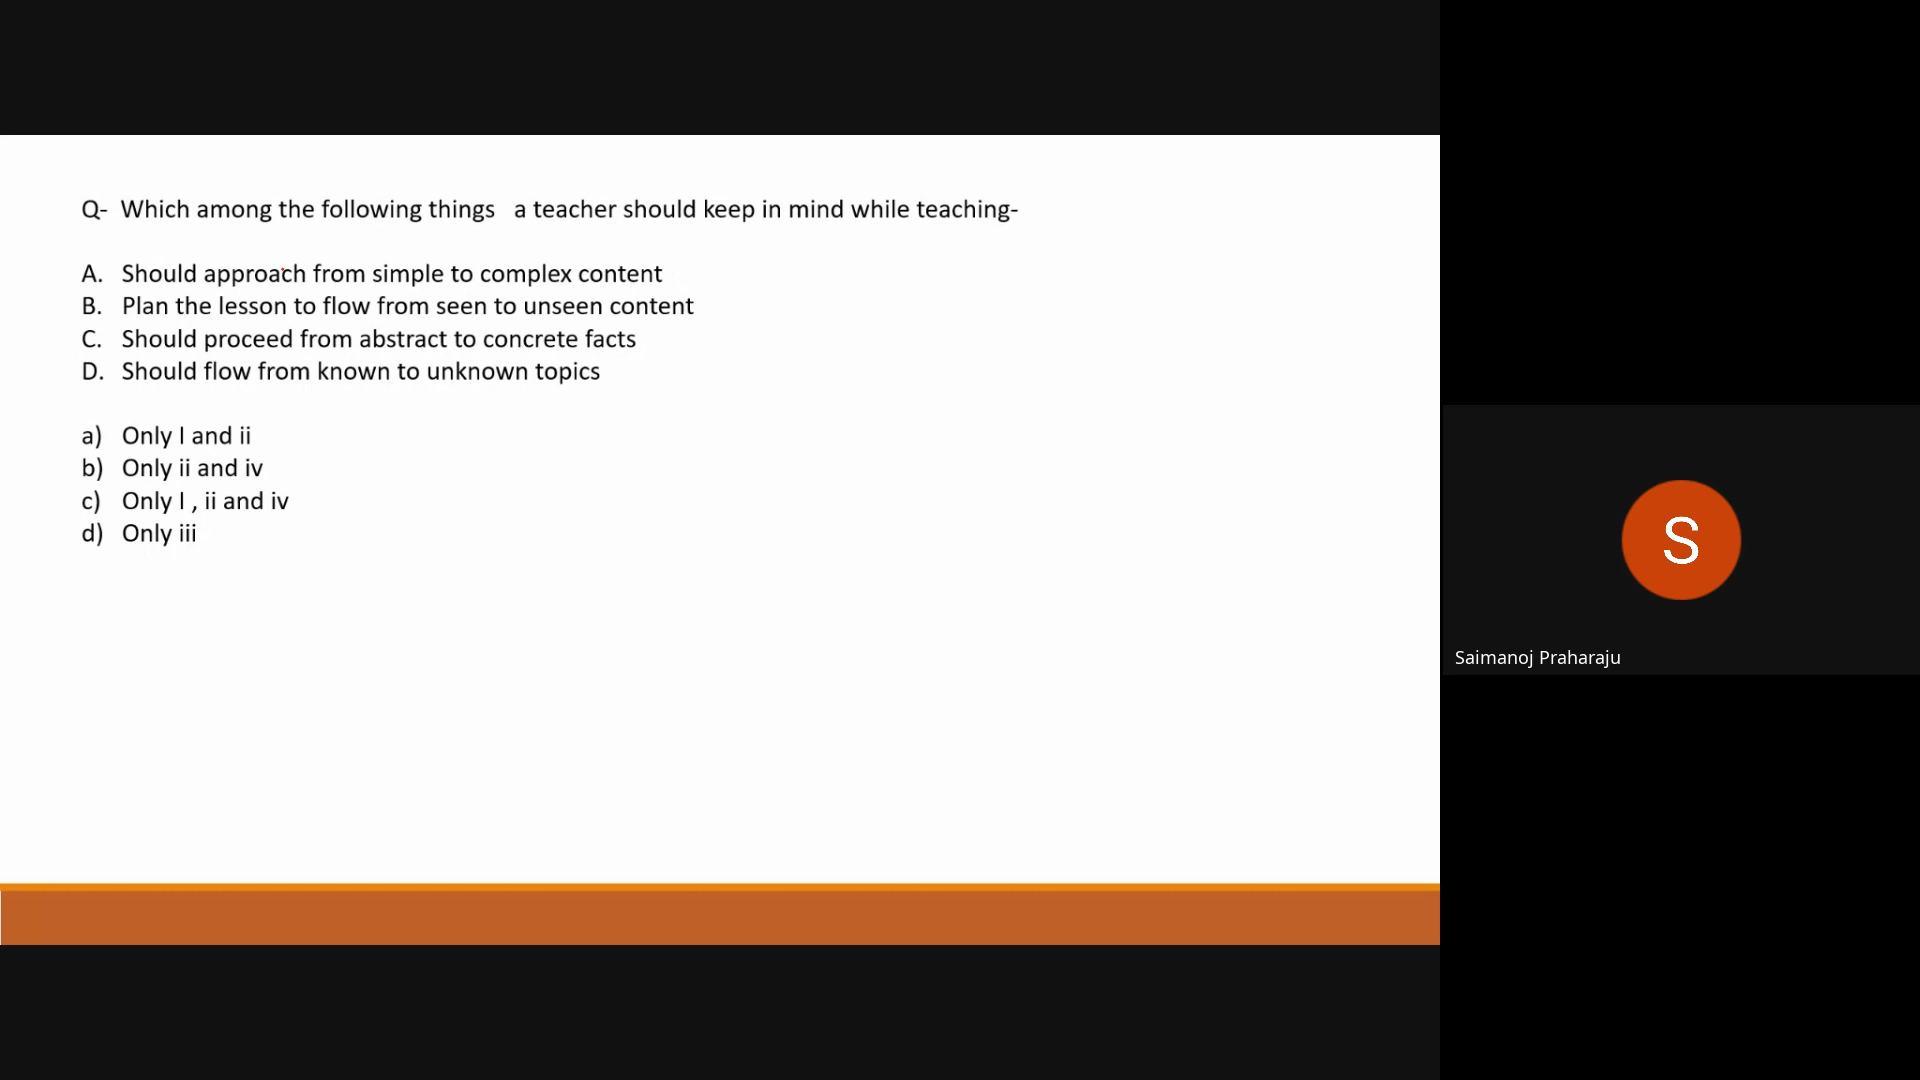 Q- Which among the following things a teacher should keep in mind while teaching-
A. Should approach from simple to complex content
B. Plan the lesson to flow from seen to unseen content
C. Should proceed from abstract to concrete facts
D. Should flow from known to unknown topics
a) Only I and ii
b) Only ii and iv
c) Only I , ii and iv
d) Only iii
S
Saimanoj Praharaju